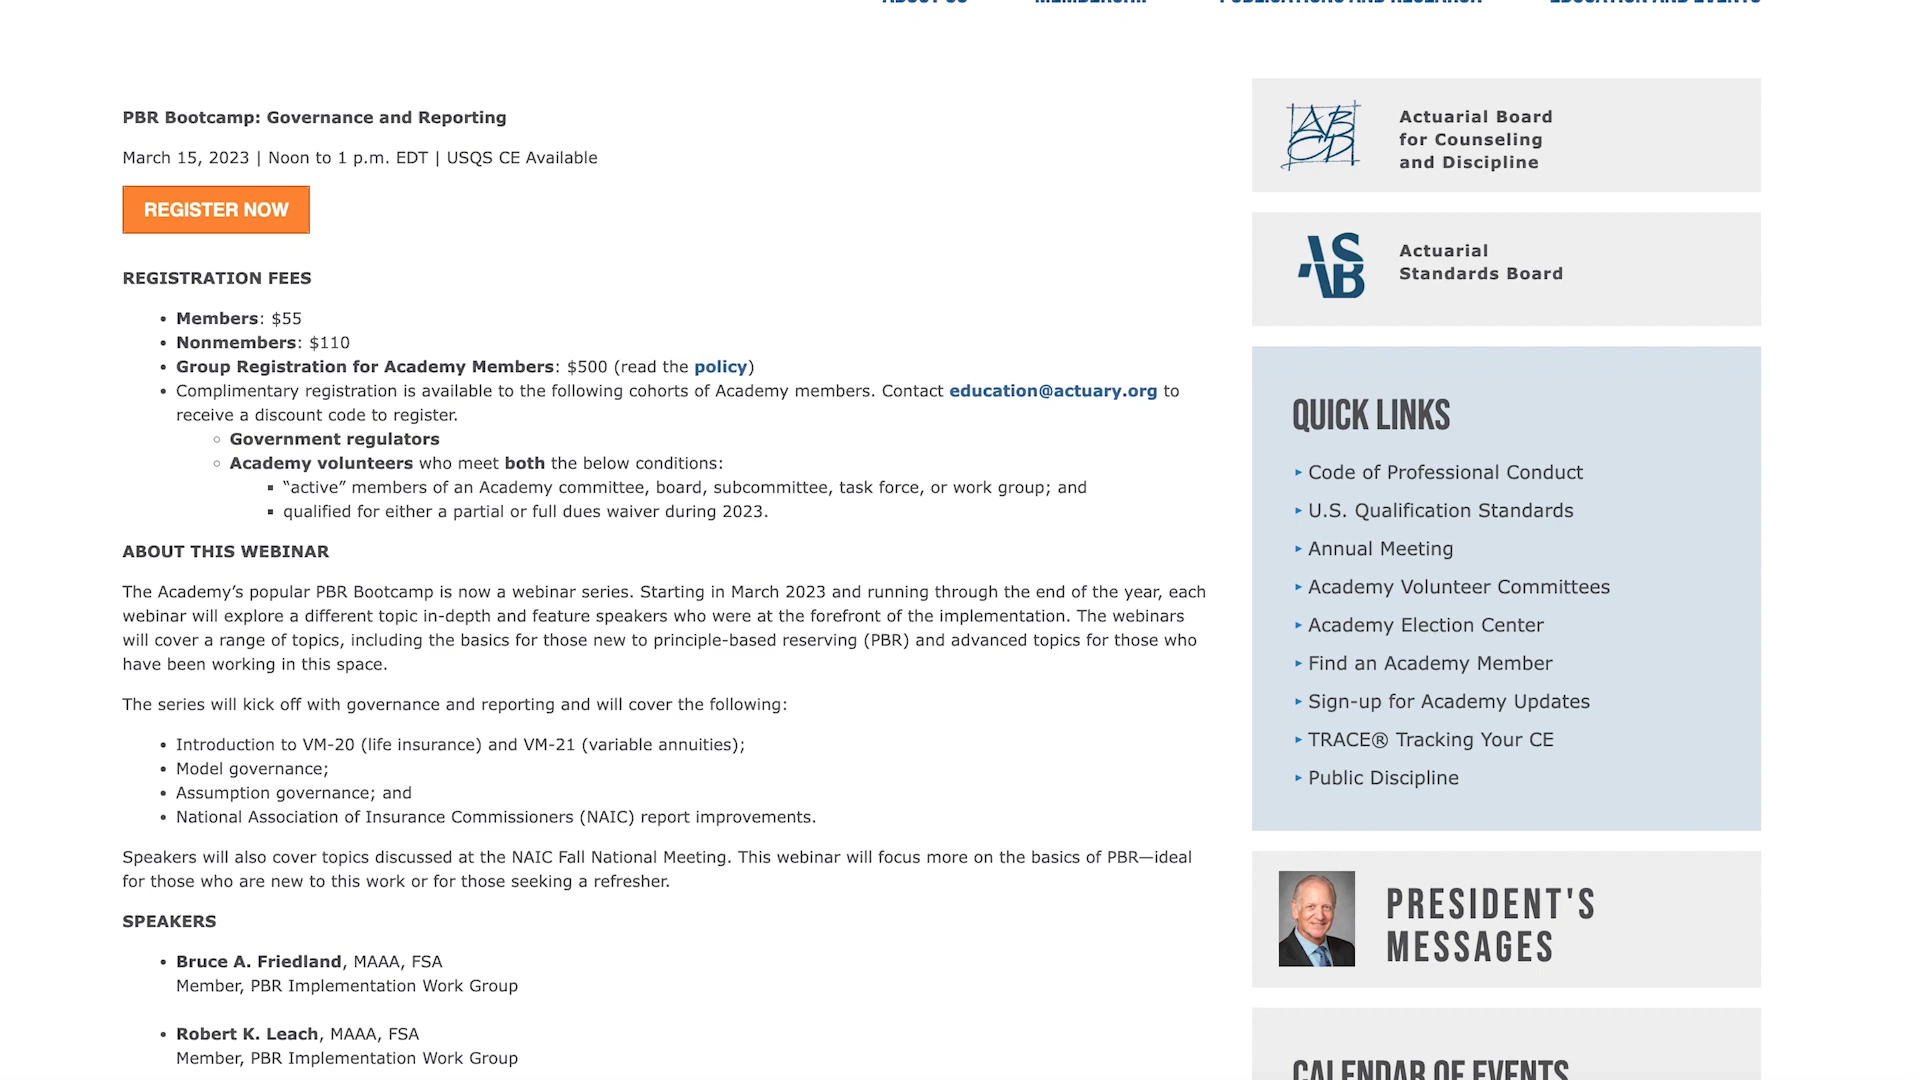 ABOUT US MEMBERSHIP PUBLICATIONS AND RESEARCH EDUCATION AND EVENTS
PBR Bootcamp: Governance and Reporting
March 15, 2023 | Noon to 1 p.m. EDT | USQS CE Available
REGISTER NOW
REGISTRATION FEES
• Members: $55
• Nonmembers: $110
• Group Registration for Academy Members: $500 (read the policy)
• Complimentary registration is available to the following cohorts of Academy members. Contact education@actuary.org to
receive a discount code to register.
◦ Government regulators
◦ Academy volunteers who meet both the below conditions:
▪ “active” members of an Academy committee, board, subcommittee, task force, or work group; and
▪ qualified for either a partial or full dues waiver during 2023.
ABOUT THIS WEBINAR
The Academy’s popular PBR Bootcamp is now a webinar series. Starting in March 2023 and running through the end of the year, each
webinar will explore a different topic in-depth and feature speakers who were at the forefront of the implementation. The webinars
will cover a range of topics, including the basics for those new to principle-based reserving (PBR) and advanced topics for those who
have been working in this space.
The series will kick off with governance and reporting and will cover the following:
• Introduction to VM-20 (life insurance) and VM-21 (variable annuities);
• Model governance;
• Assumption governance; and
• National Association of Insurance Commissioners (NAIC) report improvements.
Speakers will also cover topics discussed at the NAIC Fall National Meeting. This webinar will focus more on the basics of PBR—ideal
for those who are new to this work or for those seeking a refresher.
SPEAKERS
• Bruce A. Friedland, MAAA, FSA
Member, PBR Implementation Work Group
• Robert K. Leach, MAAA, FSA
Member, PBR Implementation Work Group
ABCD
Actuarial Board
for Counseling
and Discipline
ASB
Actuarial
Standards Board
QUICK LINKS
▸ Code of Professional Conduct
▸ U.S. Qualification Standards
▸ Annual Meeting
▸ Academy Volunteer Committees
▸ Academy Election Center
▸ Find an Academy Member
▸ Sign-up for Academy Updates
▸ TRACE® Tracking Your CE
▸ Public Discipline
PRESIDENT'S
MESSAGES
CALENDAR OF EVENTS